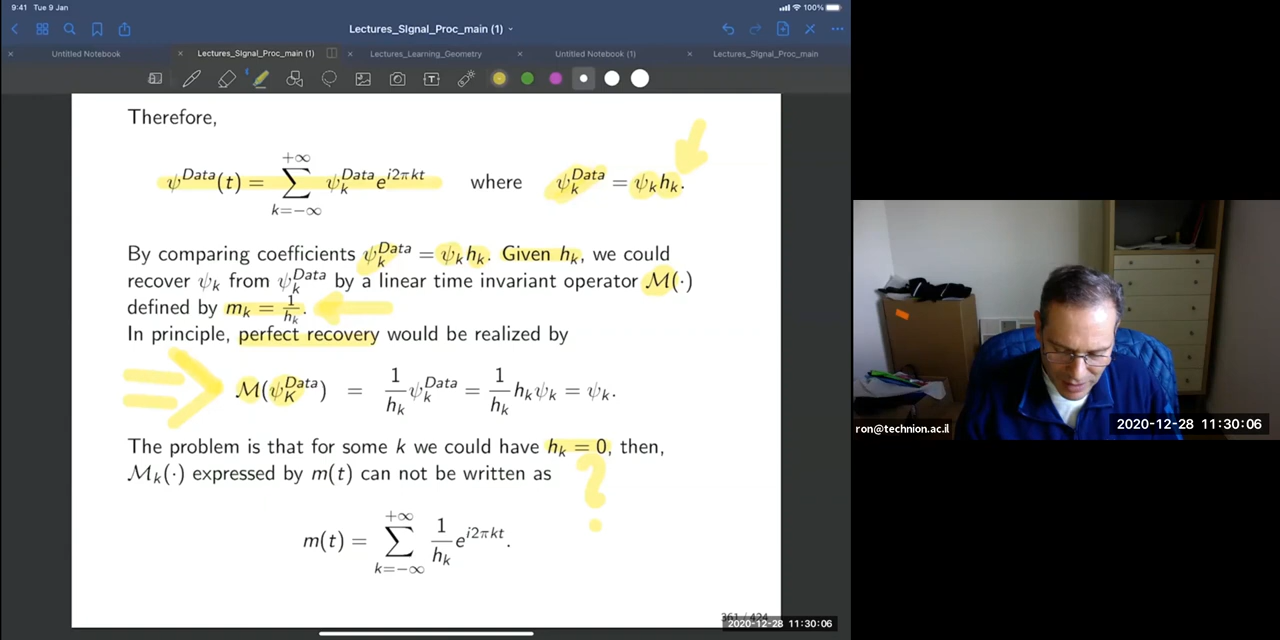 9:41 Tue 9 Jan
100%
Lectures_SIgnal_Proc_main (1)
Untitled Notebook
Lectures_SIgnal_Proc_main (1)
Lectures_Learning_Geometry
Untitled Notebook (1)
Lectures_SIgnal_Proc_main
Therefore,
ψ^Data(t) = ∑_{k=−∞}^{+∞} ψ_k^Data e^{i2πkt} where ψ_k^Data = ψ_k h_k.
By comparing coefficients ψ_k^Data = ψ_k h_k. Given h_k, we could
recover ψ_k from ψ_k^Data by a linear time invariant operator ℳ(·)
defined by m_k = 1/h_k.
In principle, perfect recovery would be realized by
ℳ(ψ_K^Data) = 1/h_k ψ_k^Data = 1/h_k h_k ψ_k = ψ_k.
The problem is that for some k we could have h_k = 0, then,
ℳ_k(·) expressed by m(t) can not be written as
?
m(t) = ∑_{k=−∞}^{+∞} 1/h_k e^{i2πkt}.
361 / 424
2020-12-28 11:30:06
ron@technion.ac.il
2020-12-28 11:30:06